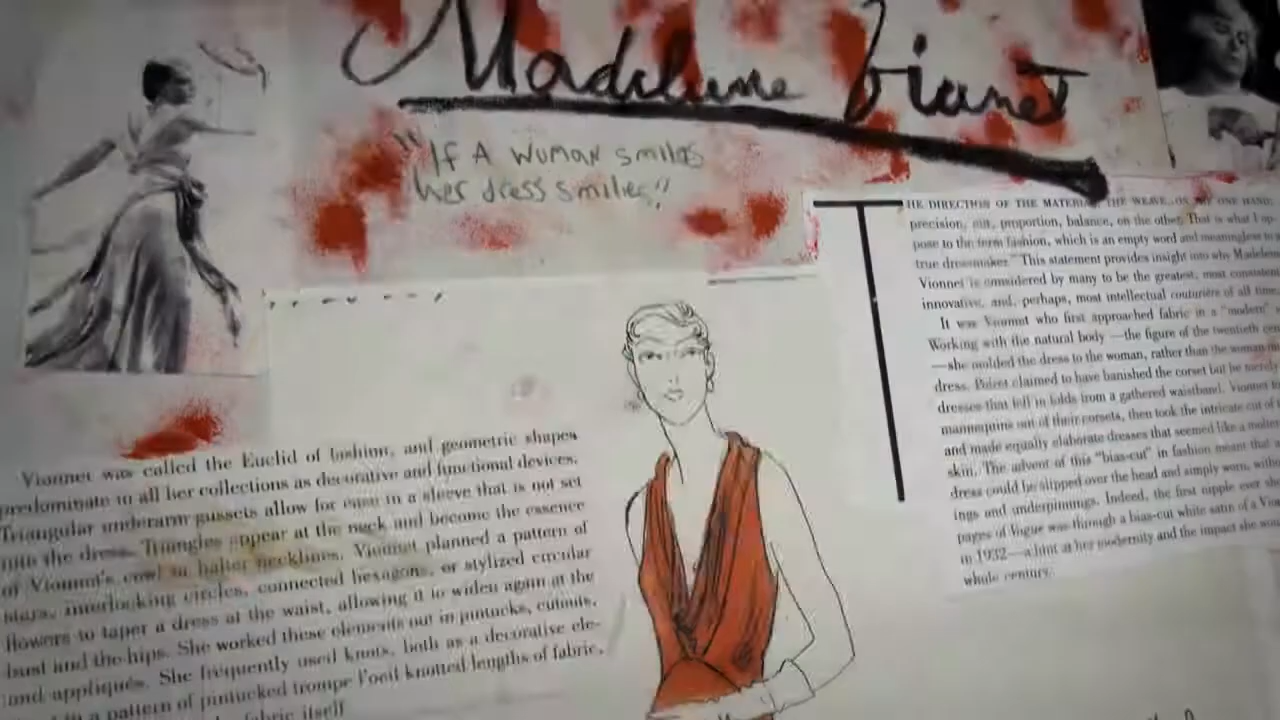 Madeleine Vionnet
"If A WOMAN smiles
her dress smiles,"
THE DIRECTION OF THE MATERIAL, THE WEAVE...ON THE ONE HAND,
precision, cut, proportion, balance, on the other. That is what I op-
pose to the term fashion, which is an empty word and meaningless to a
true dressmaker." This statement provides insight into why Madeleine
Vionnet is considered by many to be the greatest, most consistent
innovative, and, perhaps, most intellectual couturière of all time.
It was Vionnet who first approached fabric in a "modern"
Working with the natural body —the figure of the twentieth cen
—she molded the dress to the woman, rather than the woman
dress. Poiret claimed to have banished the corset but he merely
dresses that fell in folds from a gathered waistband. Vionnet
mannequins out of their corsets, then took the intricate cut of
and made equally elaborate dresses that seemed like a molten
skin. The advent of this "bias-cut" in fashion meant that
dress could be slipped over the head and simply worn, with
ings and underpinnings. Indeed, the first nipple ever
pages of Vogue was through a bias-cut white satin of a
in 1932—a hint at her modernity and the impact she
whole century.
Vionnet was called the Euclid of fashion, and geometric shapes
predominate in all her collections as decorative and functional devices.
Triangular underarm gussets allow for ease in a sleeve that is not set
into the dress. Triangles appear at the neck and become the essence
of Vionnet's cowl or halter necklines. Vionnet planned a pattern of
stars, interlocking circles, connected hexagons, or stylized circular
flowers to taper a dress at the waist, allowing it to widen again at the
bust and the hips. She worked these elements out in pintucks, cutouts,
and appliqués. She frequently used knots, both as a decorative ele-
in a pattern of pintucked trompe l'oeil knotted lengths of fabric,
fabric itself